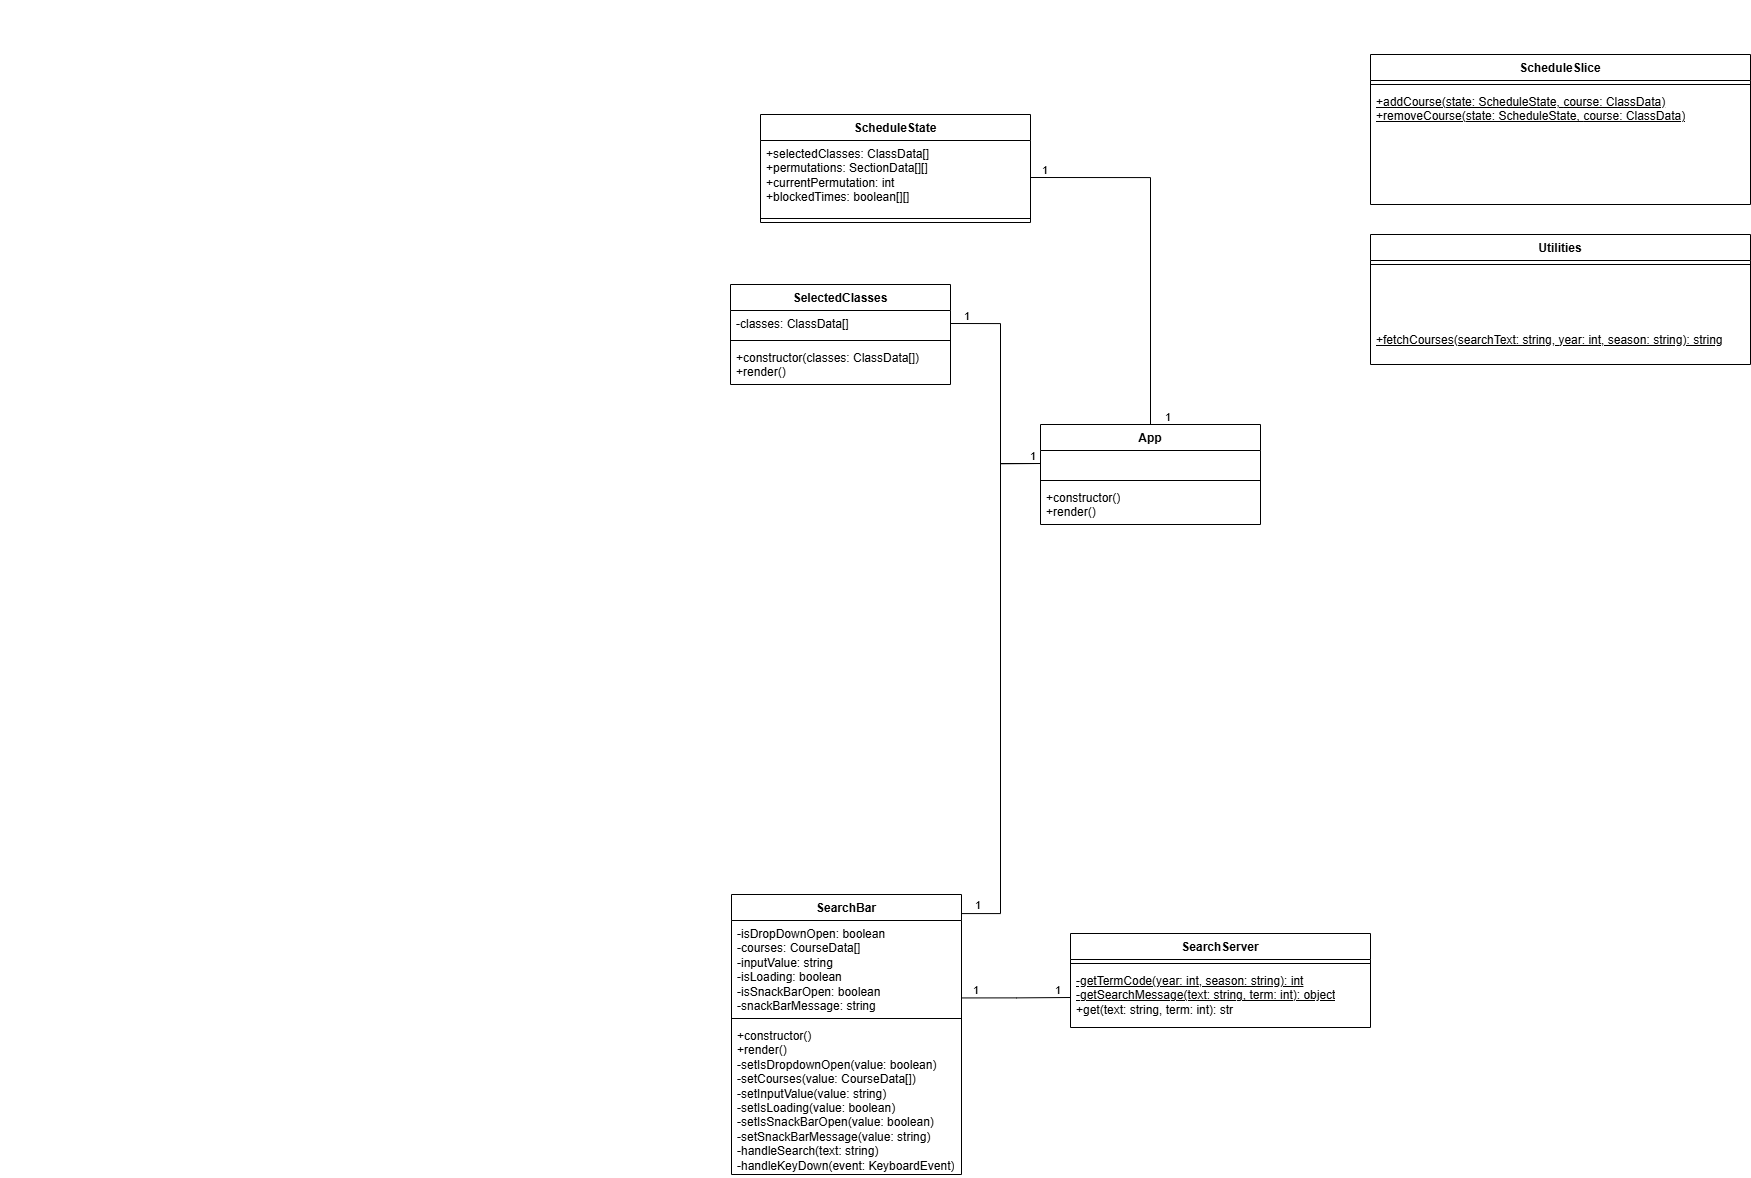 ScheduleSlice
+addCourse(state: ScheduleState, course: ClassData)
+removeCourse(state: ScheduleState, course: ClassData)
ScheduleState
+selectedClasses: ClassData[]
+permutations: SectionData[][]
+currentPermutation: int
+blockedTimes: boolean[][]
1
Utilities
+fetchCourses(searchText: string, year: int, season: string): string
SelectedClasses
-classes: ClassData[]
+constructor(classes: ClassData[])
+render()
1
1
App
1
+constructor()
+render()
SearchBar
1
-isDropDownOpen: boolean
-courses: CourseData[]
-inputValue: string
-isLoading: boolean
-isSnackBarOpen: boolean
-snackBarMessage: string
+constructor()
+render()
-setIsDropdownOpen(value: boolean)
-setCourses(value: CourseData[])
-setInputValue(value: string)
-setIsLoading(value: boolean)
-setIsSnackBarOpen(value: boolean)
-setSnackBarMessage(value: string)
-handleSearch(text: string)
-handleKeyDown(event: KeyboardEvent)
1
1
SearchServer
-getTermCode(year: int, season: string): int
-getSearchMessage(text: string, term: int): object
+get(text: string, term: int): str